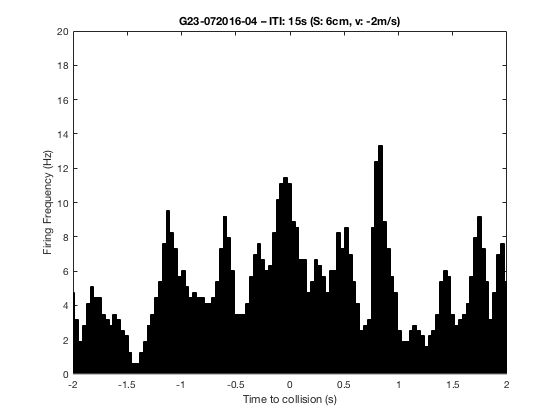 G23-072016-04 – ITI: 15s (S: 6cm, v: -2m/s)
20
18
16
14
12
10
8
6
4
2
0
Firing Frequency (Hz)
-2 -1.5 -1 -0.5 0 0.5 1 1.5 2
Time to collision (s)